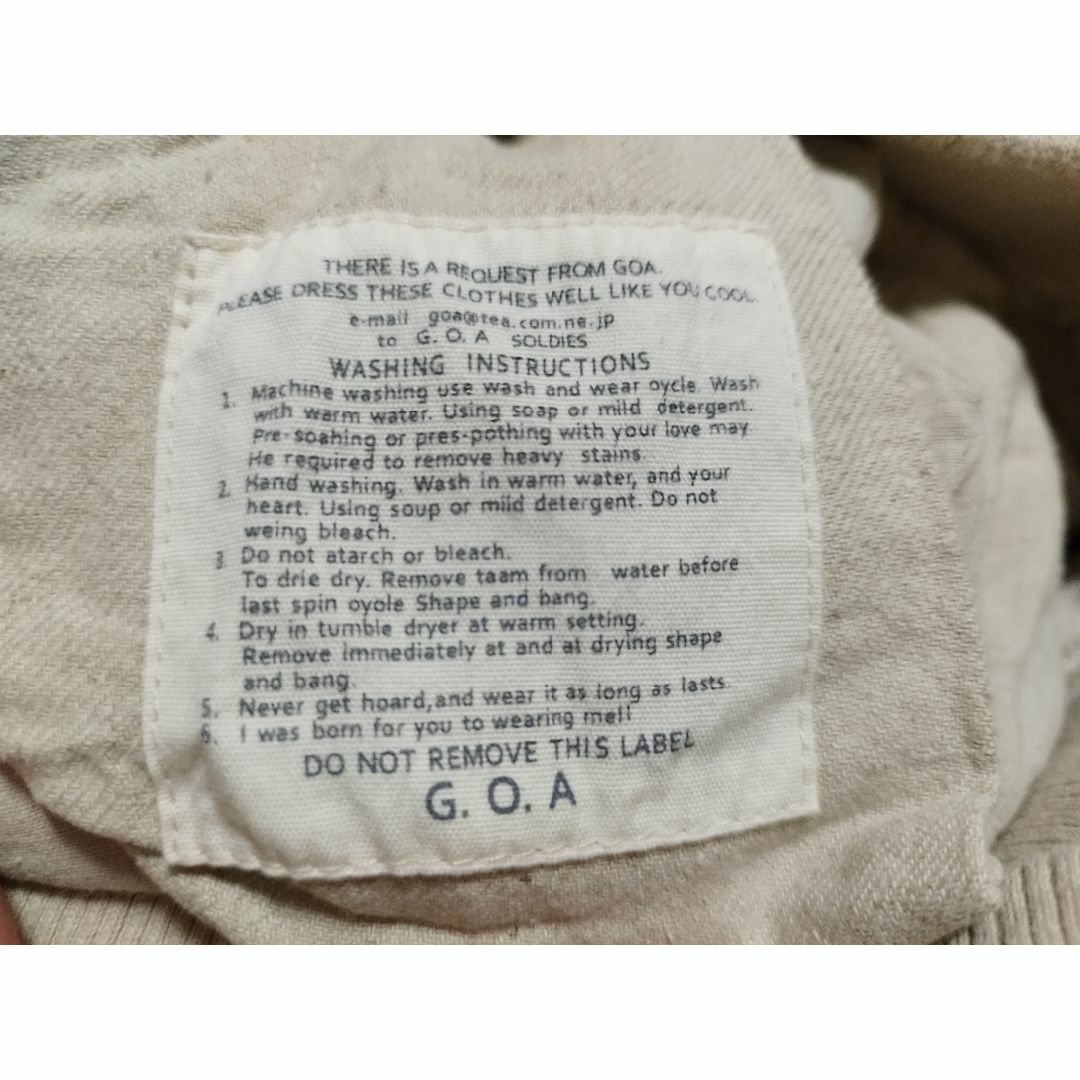 THERE IS A REQUEST FROM GOA.
PLEASE DRESS THESE CLOTHES WELL LIKE YOU COOL.
e-mail goa@tea.com.ne.jp
to G. O. A SOLDIES
WASHING INSTRUCTIONS
1. Machine washing use wash and wear oycle. Wash
with warm water. Using soap or mild detergent.
Pre-soahing or pres-pothing with your love may
He required to remove heavy stains.
2. Hand washing. Wash in warm water, and your
heart. Using soup or mild detergent. Do not
weing bleach.
3. Do not atarch or bleach.
To drie dry. Remove taam from water before
last spin oyole Shape and bang.
4. Dry in tumble dryer at warm setting.
Remove immediately at and at drying shape
and bang.
5. Never get hoard,and wear it as long as lasts.
6. I was born for you to wearing mell
DO NOT REMOVE THIS LABEL
G. O. A